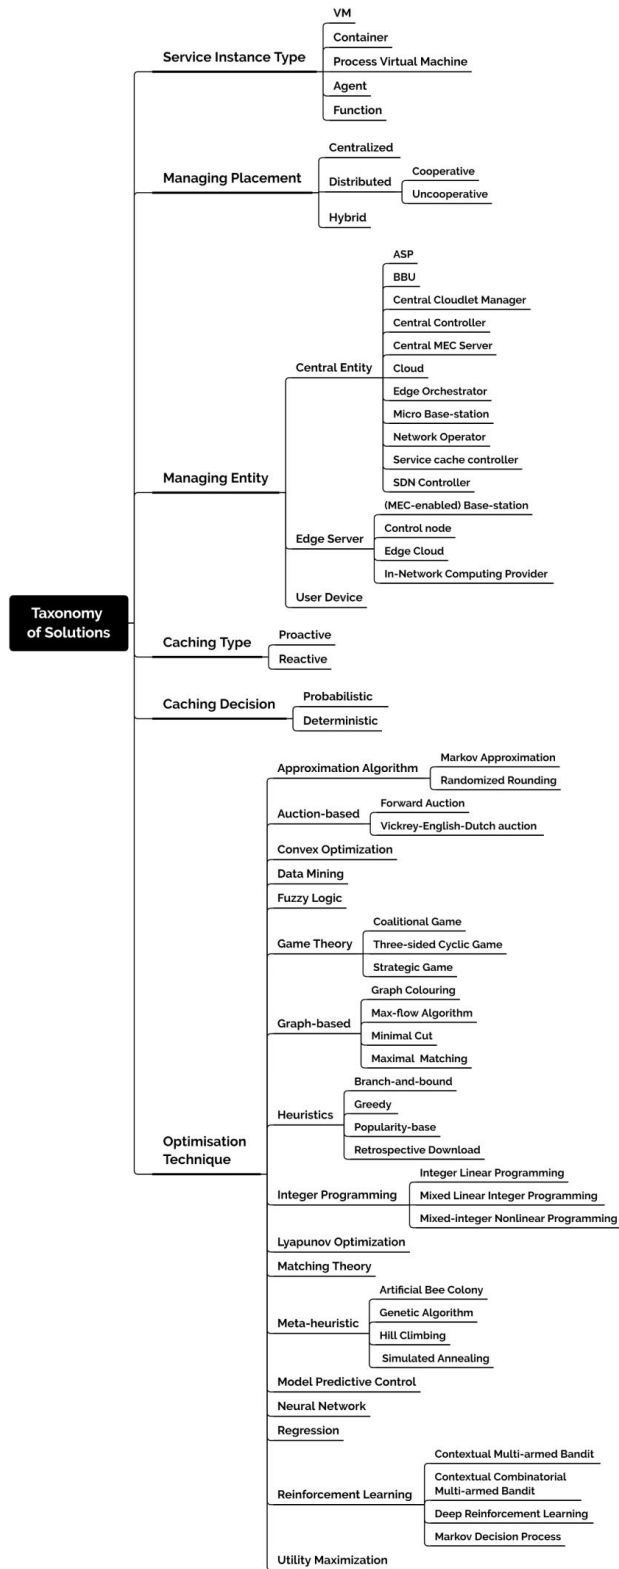 VM
Container
Service Instance Type
Process Virtual Machine
Agent
Function
Centralized
Managing Placement
Distributed
Cooperative
Uncooperative
Hybrid
ASP
BBU
Central Cloudlet Manager
Central Controller
Central MEC Server
Central Entity
Cloud
Edge Orchestrator
Micro Base-station
Network Operator
Service cache controller
SDN Controller
Managing Entity
(MEC-enabled) Base-station
Control node
Edge Server
Edge Cloud
In-Network Computing Provider
User Device
Taxonomy
of Solutions
Caching Type
Proactive
Reactive
Caching Decision
Probabilistic
Deterministic
Approximation Algorithm
Markov Approximation
Randomized Rounding
Auction-based
Forward Auction
Vickrey-English-Dutch auction
Convex Optimization
Data Mining
Fuzzy Logic
Game Theory
Coalitional Game
Three-sided Cyclic Game
Strategic Game
Graph-based
Graph Colouring
Max-flow Algorithm
Minimal Cut
Maximal Matching
Heuristics
Branch-and-bound
Greedy
Popularity-base
Retrospective Download
Optimisation
Technique
Integer Programming
Integer Linear Programming
Mixed Linear Integer Programming
Mixed-integer Nonlinear Programming
Lyapunov Optimization
Matching Theory
Meta-heuristic
Artificial Bee Colony
Genetic Algorithm
Hill Climbing
Simulated Annealing
Model Predictive Control
Neural Network
Regression
Reinforcement Learning
Contextual Multi-armed Bandit
Contextual Combinatorial
Multi-armed Bandit
Deep Reinforcement Learning
Markov Decision Process
Utility Maximization